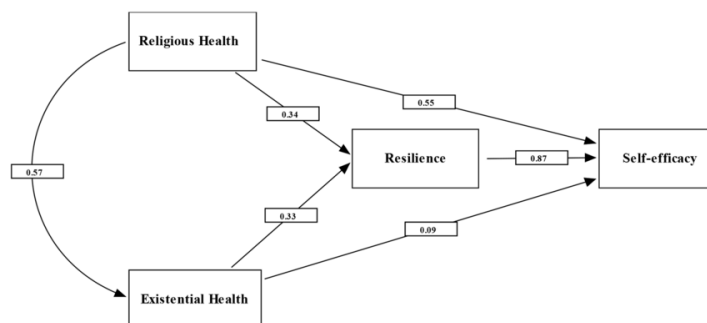 Religious Health
0.55
0.34
0.57
Resilience
0.87
Self-efficacy
0.33
0.09
Existential Health